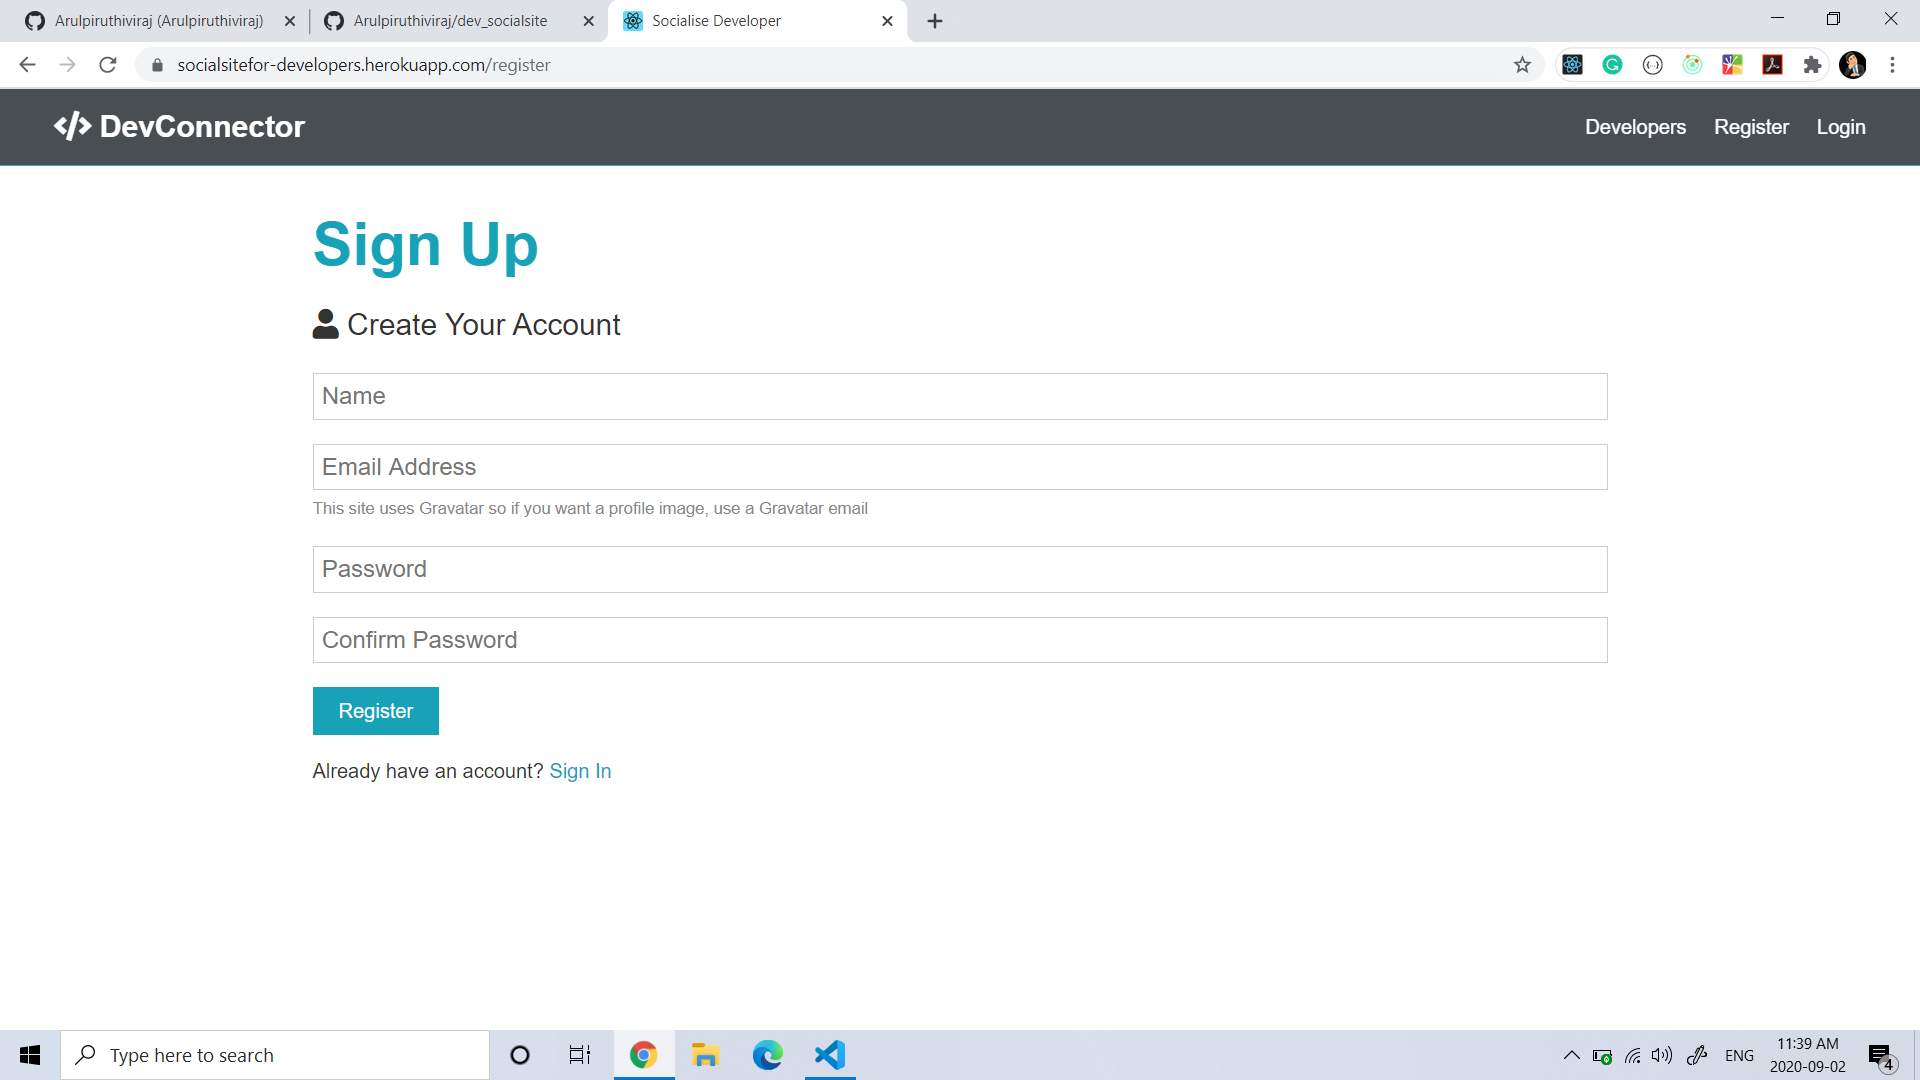 Arulpiruthiviraj (Arulpiruthiviraj)
Arulpiruthiviraj/dev_socialsite
Socialise Developer
socialsitefor-developers.herokuapp.com/register
</> DevConnector
Developers
Register
Login
Sign Up
Create Your Account
Name
Email Address
This site uses Gravatar so if you want a profile image, use a Gravatar email
Password
Confirm Password
Register
Already have an account? Sign In
Type here to search
ENG
11:39 AM
2020-09-02
4